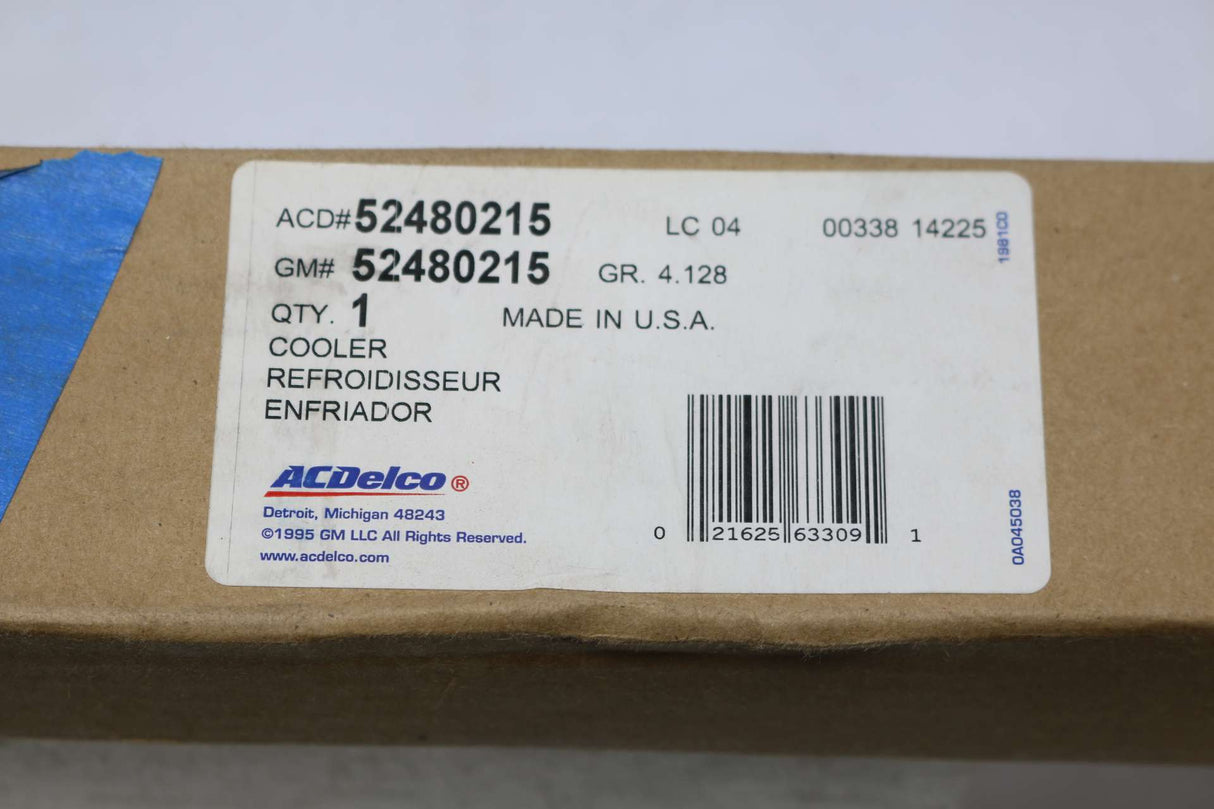 ACD# 52480215 LC 04 00338 14225
GM# 52480215 GR. 4.128
QTY. 1 MADE IN U.S.A.
COOLER
REFROIDISSEUR
ENFRIADOR
ACDelco®
Detroit, Michigan 48243
©1995 GM LLC All Rights Reserved.
www.acdelco.com
0 21625 63309 1
1981CD
0A045038